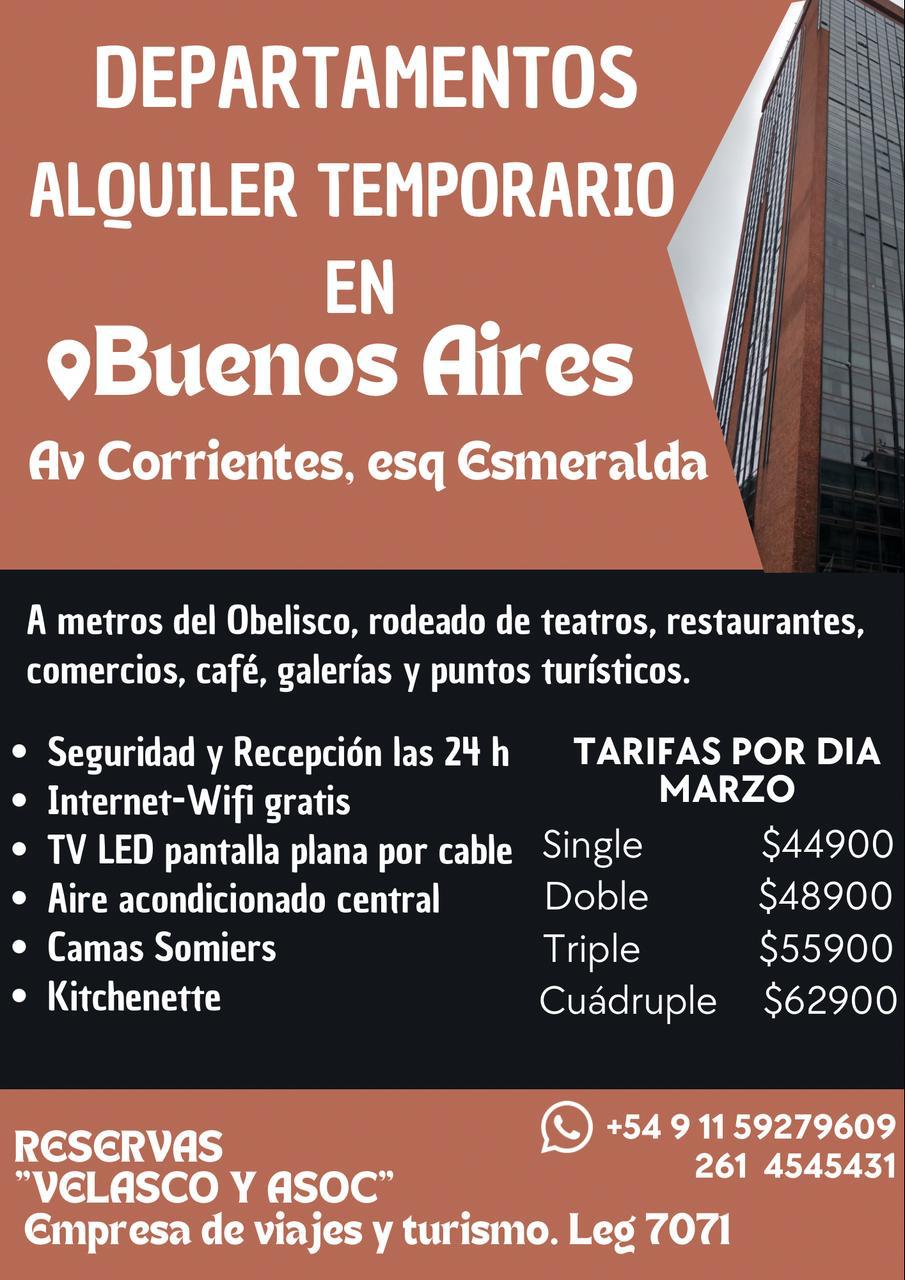 DEPARTAMENTOS
ALQUILER TEMPORARIO
EN
Buenos Aires
Av Corrientes, esq Esmeralda
A metros del Obelisco, rodeado de teatros, restaurantes,
comercios, café, galerías y puntos turísticos.
• Seguridad y Recepción las 24 h
• Internet-Wifi gratis
• TV LED pantalla plana por cable
• Aire acondicionado central
• Camas Somiers
• Kitchenette
TARIFAS POR DIA
MARZO
Single $44900
Doble $48900
Triple $55900
Cuádruple $62900
RESERVAS
"VELASCO Y ASOC"
Empresa de viajes y turismo. Leg 7071
+54 9 11 59279609
261 4545431